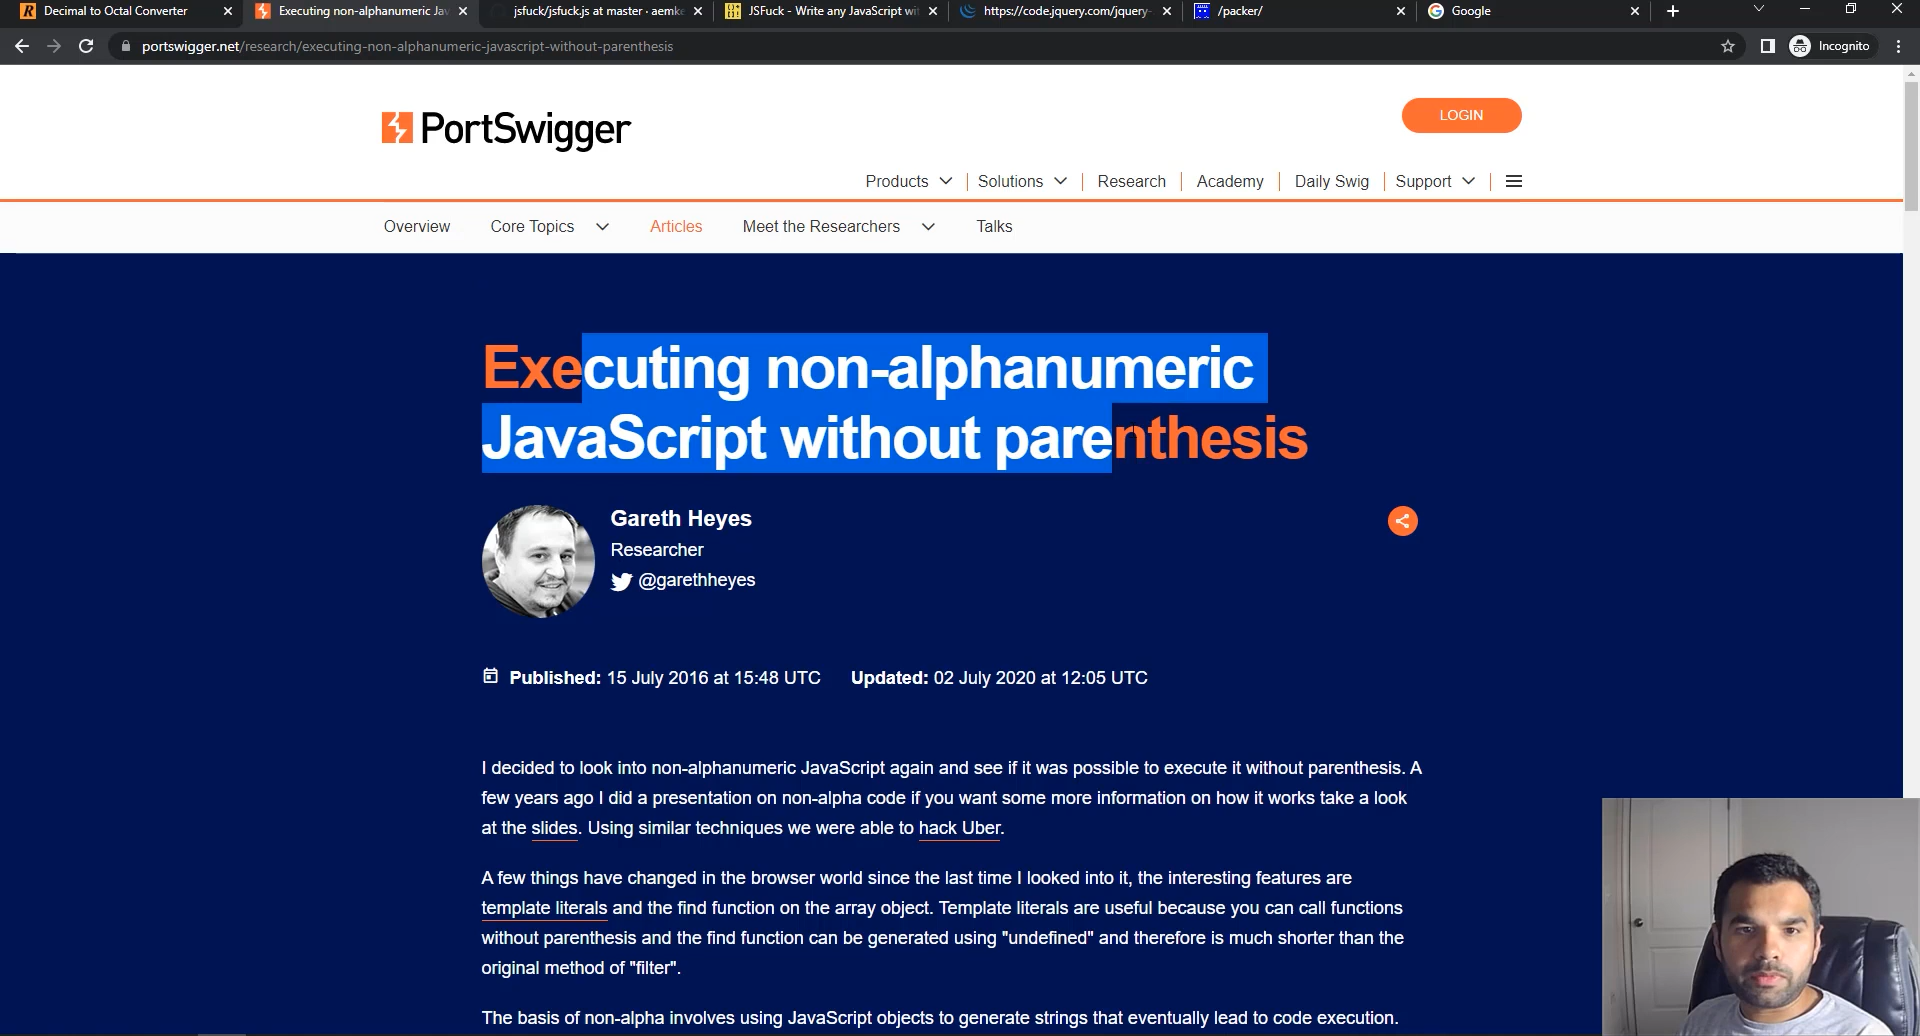 Decimal to Octal Converter
Executing non-alphanumeric Jav
jsfuck/jsfuck.js at master · aemke
JSFuck - Write any JavaScript wit
https://code.jquery.com/jquery-
/packer/
Google
portswigger.net/research/executing-non-alphanumeric-javascript-without-parenthesis
Incognito
PortSwigger
LOGIN
Products
Solutions
Research
Academy
Daily Swig
Support
Overview
Core Topics
Articles
Meet the Researchers
Talks
Executing non-alphanumeric
JavaScript without parenthesis
Gareth Heyes
Researcher
@garethheyes
Published: 15 July 2016 at 15:48 UTC
Updated: 02 July 2020 at 12:05 UTC
I decided to look into non-alphanumeric JavaScript again and see if it was possible to execute it without parenthesis. A
few years ago I did a presentation on non-alpha code if you want some more information on how it works take a look
at the slides. Using similar techniques we were able to hack Uber.
A few things have changed in the browser world since the last time I looked into it, the interesting features are
template literals and the find function on the array object. Template literals are useful because you can call functions
without parenthesis and the find function can be generated using "undefined" and therefore is much shorter than the
original method of "filter".
The basis of non-alpha involves using JavaScript objects to generate strings that eventually lead to code execution.